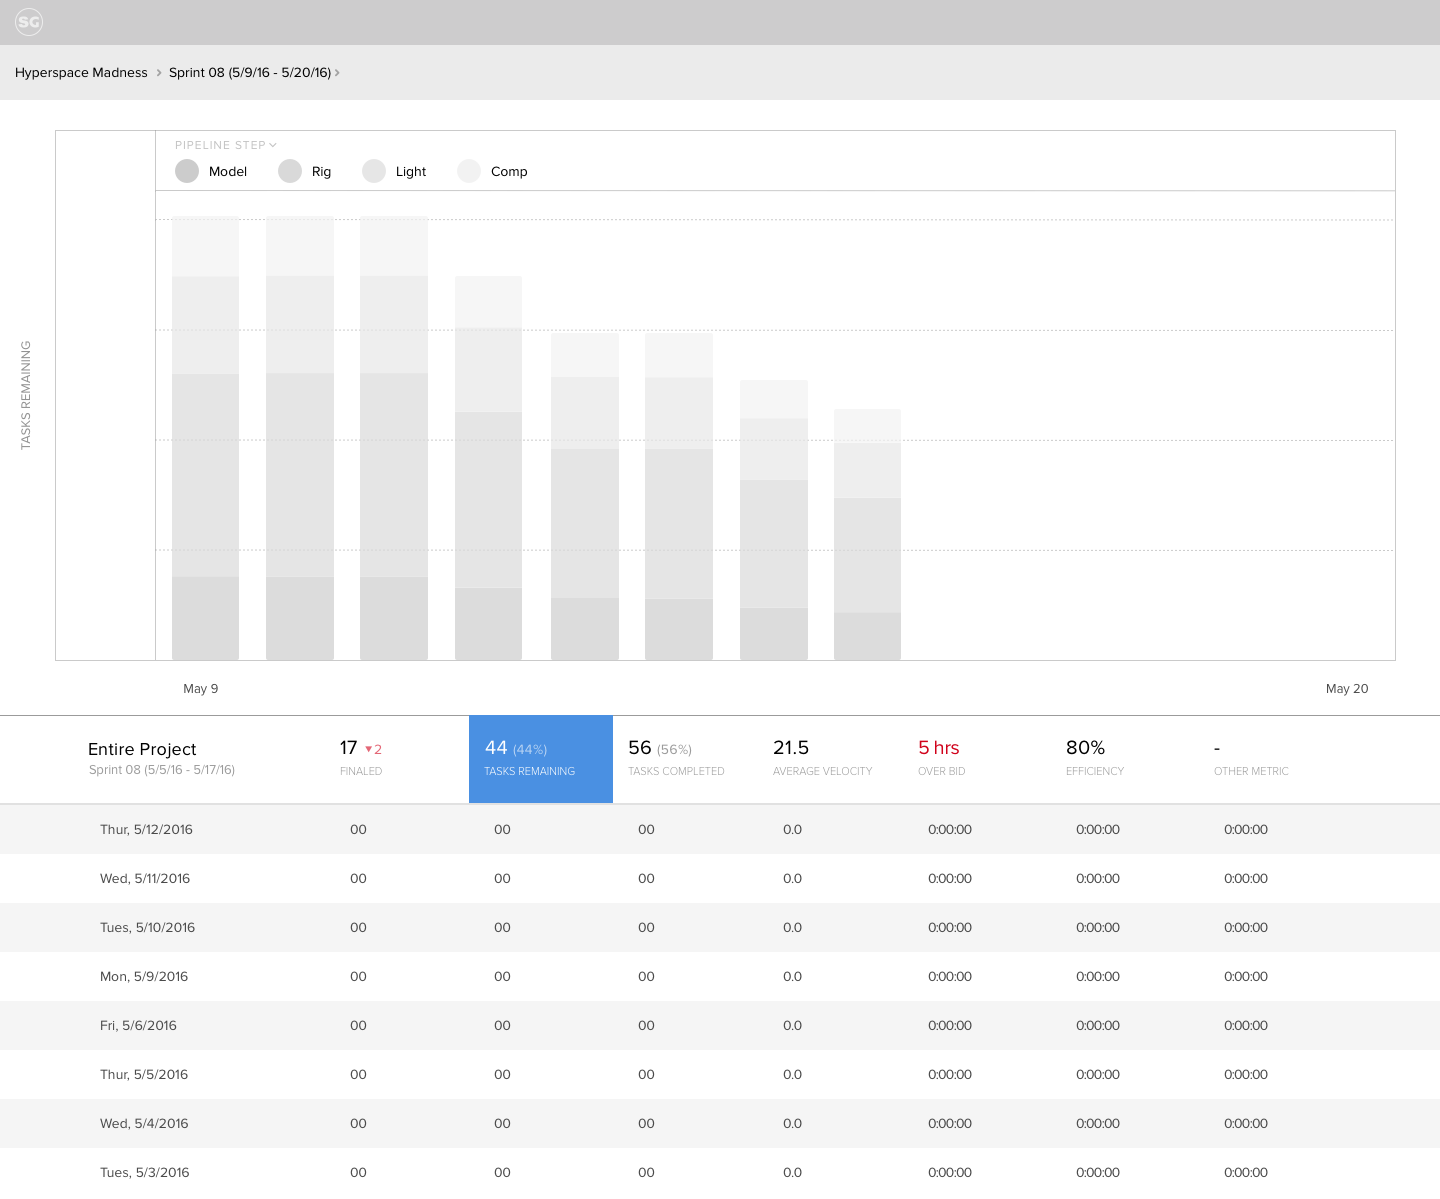 SG
Hyperspace Madness > Sprint 08 (5/9/16 - 5/20/16) >
PIPELINE STEP
Model Rig Light Comp
TASKS REMAINING
May 9 May 20
Entire Project 17 ▼2 44 (44%) 56 (56%) 21.5 5 hrs 80% -
Sprint 08 (5/5/16 - 5/17/16) FINALED TASKS REMAINING TASKS COMPLETED AVERAGE VELOCITY OVER BID EFFICIENCY OTHER METRIC
Thur, 5/12/2016 00 00 00 0.0 0:00:00 0:00:00 0:00:00
Wed, 5/11/2016 00 00 00 0.0 0:00:00 0:00:00 0:00:00
Tues, 5/10/2016 00 00 00 0.0 0:00:00 0:00:00 0:00:00
Mon, 5/9/2016 00 00 00 0.0 0:00:00 0:00:00 0:00:00
Fri, 5/6/2016 00 00 00 0.0 0:00:00 0:00:00 0:00:00
Thur, 5/5/2016 00 00 00 0.0 0:00:00 0:00:00 0:00:00
Wed, 5/4/2016 00 00 00 0.0 0:00:00 0:00:00 0:00:00
Tues, 5/3/2016 00 00 00 0.0 0:00:00 0:00:00 0:00:00